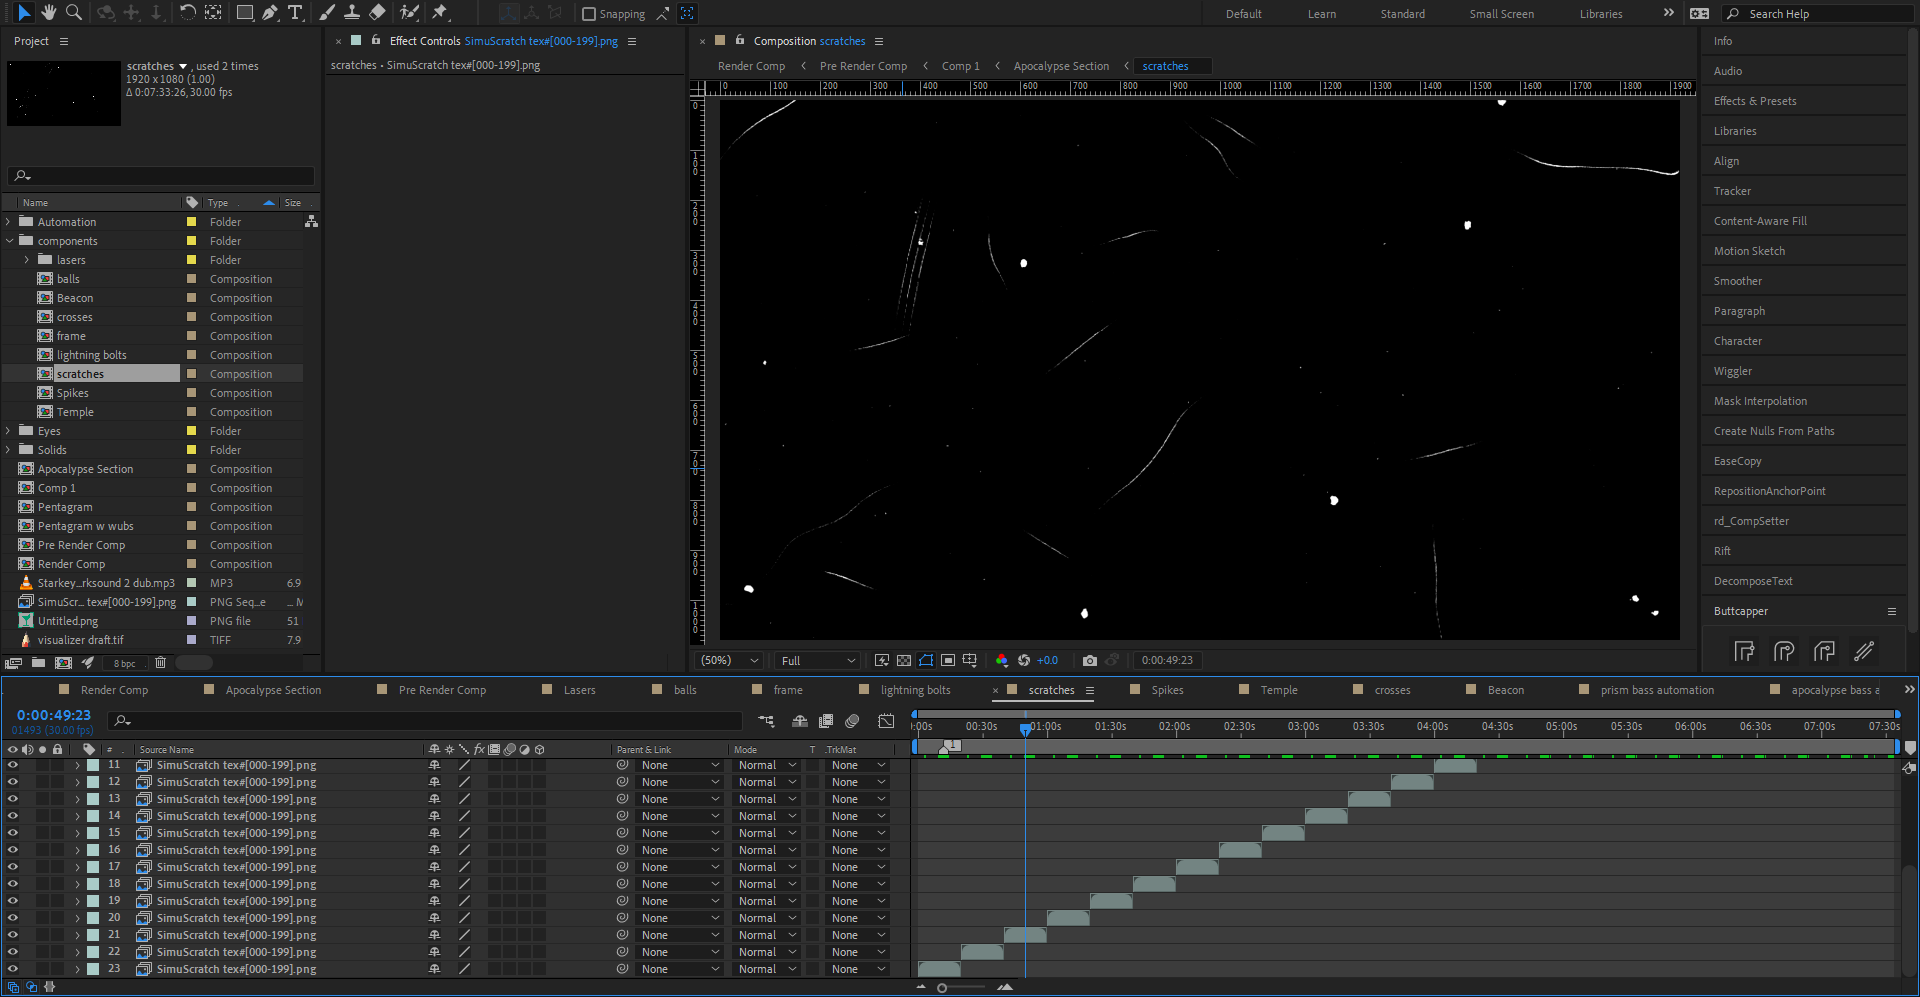 Snapping
Default
Learn
Standard
Small Screen
Libraries
Search Help
Project
scratches
, used 2 times
1920 x 1080 (1.00)
Δ 0:07:33:26, 30.00 fps
Name
Type
Size
Automation Folder
components Folder
lasers Folder
balls Composition
Beacon Composition
crosses Composition
frame Composition
lightning bolts Composition
scratches Composition
Spikes Composition
Temple Composition
Eyes Folder
Solids Folder
Apocalypse Section Composition
Comp 1 Composition
Pentagram Composition
Pentagram w wubs Composition
Pre Render Comp Composition
Render Comp Composition
Starkey...rksound 2 dub.mp3 MP3 6.9
SimuScr... tex#[000-199].png PNG Seq...e ... M
Untitled.png PNG file 51
visualizer draft.tif TIFF 7.9
8 bpc
Effect Controls SimuScratch tex#[000-199].png
scratches • SimuScratch tex#[000-199].png
Composition scratches
Render Comp
Pre Render Comp
Comp 1
Apocalypse Section
scratches
0 100 200 300 400 500 600 700 800 900 1000 1100 1200 1300 1400 1500 1600 1700 1800 1900
0
100
200
300
400
500
600
700
800
900
1000
(50%)
Full
+0.0
0:00:49:23
Info
Audio
Effects & Presets
Libraries
Align
Tracker
Content-Aware Fill
Motion Sketch
Smoother
Paragraph
Character
Wiggler
Mask Interpolation
Create Nulls From Paths
EaseCopy
RepositionAnchorPoint
rd_CompSetter
Rift
DecomposeText
Buttcapper
Render Comp
Apocalypse Section
Pre Render Comp
Lasers
balls
frame
lightning bolts
scratches
Spikes
Temple
crosses
Beacon
prism bass automation
apocalypse bass a
0:00:49:23
01493 (30.00 fps)
:00s 00:30s 01:00s 01:30s 02:00s 02:30s 03:00s 03:30s 04:00s 04:30s 05:00s 05:30s 06:00s 06:30s 07:00s 07:30s
1
# Source Name Parent & Link Mode T .TrkMat
11 SimuScratch tex#[000-199].png None Normal None
12 SimuScratch tex#[000-199].png None Normal None
13 SimuScratch tex#[000-199].png None Normal None
14 SimuScratch tex#[000-199].png None Normal None
15 SimuScratch tex#[000-199].png None Normal None
16 SimuScratch tex#[000-199].png None Normal None
17 SimuScratch tex#[000-199].png None Normal None
18 SimuScratch tex#[000-199].png None Normal None
19 SimuScratch tex#[000-199].png None Normal None
20 SimuScratch tex#[000-199].png None Normal None
21 SimuScratch tex#[000-199].png None Normal None
22 SimuScratch tex#[000-199].png None Normal None
23 SimuScratch tex#[000-199].png None Normal None